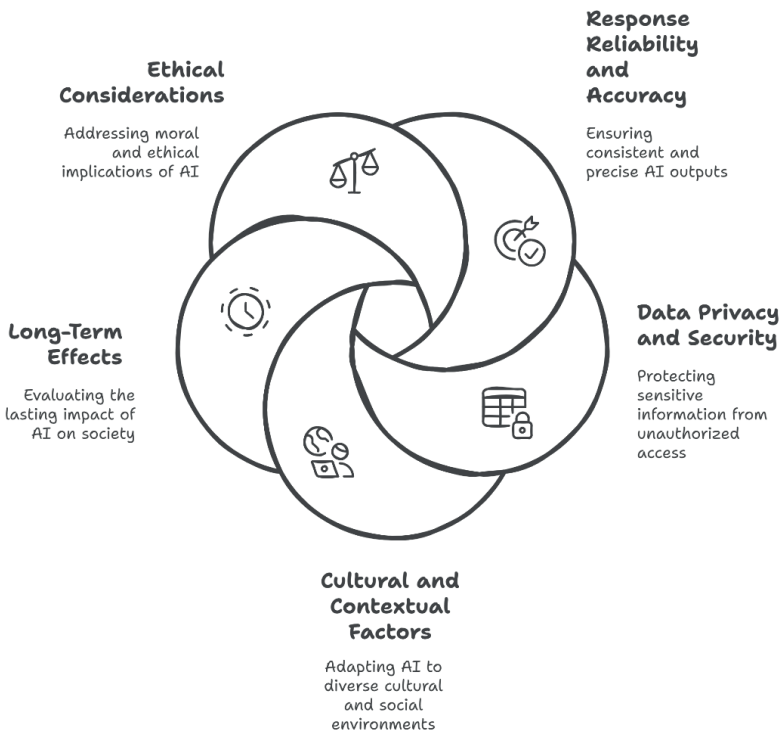 Ethical
Considerations
Addressing moral
and ethical
implications of AI
Response
Reliability
and
Accuracy
Ensuring
consistent and
precise AI outputs
Long-Term
Effects
Evaluating the
lasting impact of
AI on society
Data Privacy
and Security
Protecting
sensitive
information from
unauthorized
access
Cultural and
Contextual
Factors
Adapting AI to
diverse cultural
and social
environments